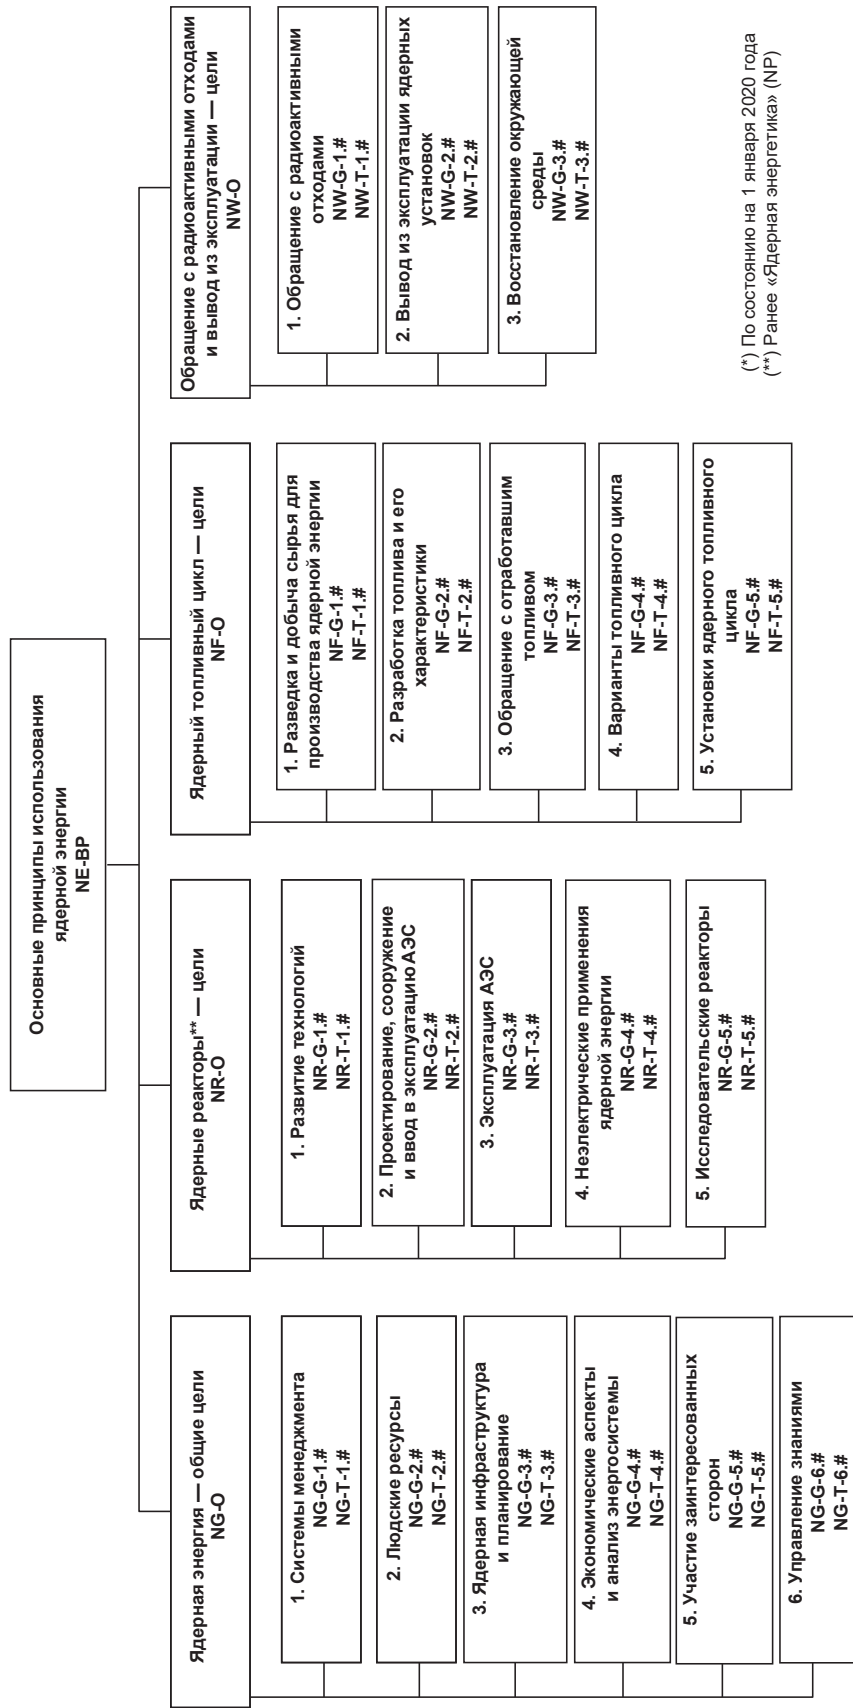 Основные принципы использования
ядерной энергии
NE-BP
Ядерная энергия — общие цели
NG-O
1. Системы менеджмента
NG-G-1.#
NG-T-1.#
2. Людские ресурсы
NG-G-2.#
NG-T-2.#
3. Ядерная инфраструктура
и планирование
NG-G-3.#
NG-T-3.#
4. Экономические аспекты
и анализ энергосистемы
NG-G-4.#
NG-T-4.#
5. Участие заинтересованных
сторон
NG-G-5.#
NG-T-5.#
6. Управление знаниями
NG-G-6.#
NG-T-6.#
Ядерные реакторы** — цели
NR-O
1. Развитие технологий
NR-G-1.#
NR-T-1.#
2. Проектирование, сооружение
и ввод в эксплуатацию АЭС
NR-G-2.#
NR-T-2.#
3. Эксплуатация АЭС
NR-G-3.#
NR-T-3.#
4. Неэлектрические применения
ядерной энергии
NR-G-4.#
NR-T-4.#
5. Исследовательские реакторы
NR-G-5.#
NR-T-5.#
Ядерный топливный цикл — цели
NF-O
1. Разведка и добыча сырья для
производства ядерной энергии
NF-G-1.#
NF-T-1.#
2. Разработка топлива и его
характеристики
NF-G-2.#
NF-T-2.#
3. Обращение с отработавшим
топливом
NF-G-3.#
NF-T-3.#
4. Варианты топливного цикла
NF-G-4.#
NF-T-4.#
5. Установки ядерного топливного
цикла
NF-G-5.#
NF-T-5.#
Обращение с радиоактивными отходами
и вывод из эксплуатации — цели
NW-O
1. Обращение с радиоактивными
отходами
NW-G-1.#
NW-T-1.#
2. Вывод из эксплуатации ядерных
установок
NW-G-2.#
NW-T-2.#
3. Восстановление окружающей
среды
NW-G-3.#
NW-T-3.#
(*) По состоянию на 1 января 2020 года
(**) Ранее «Ядерная энергетика» (NP)